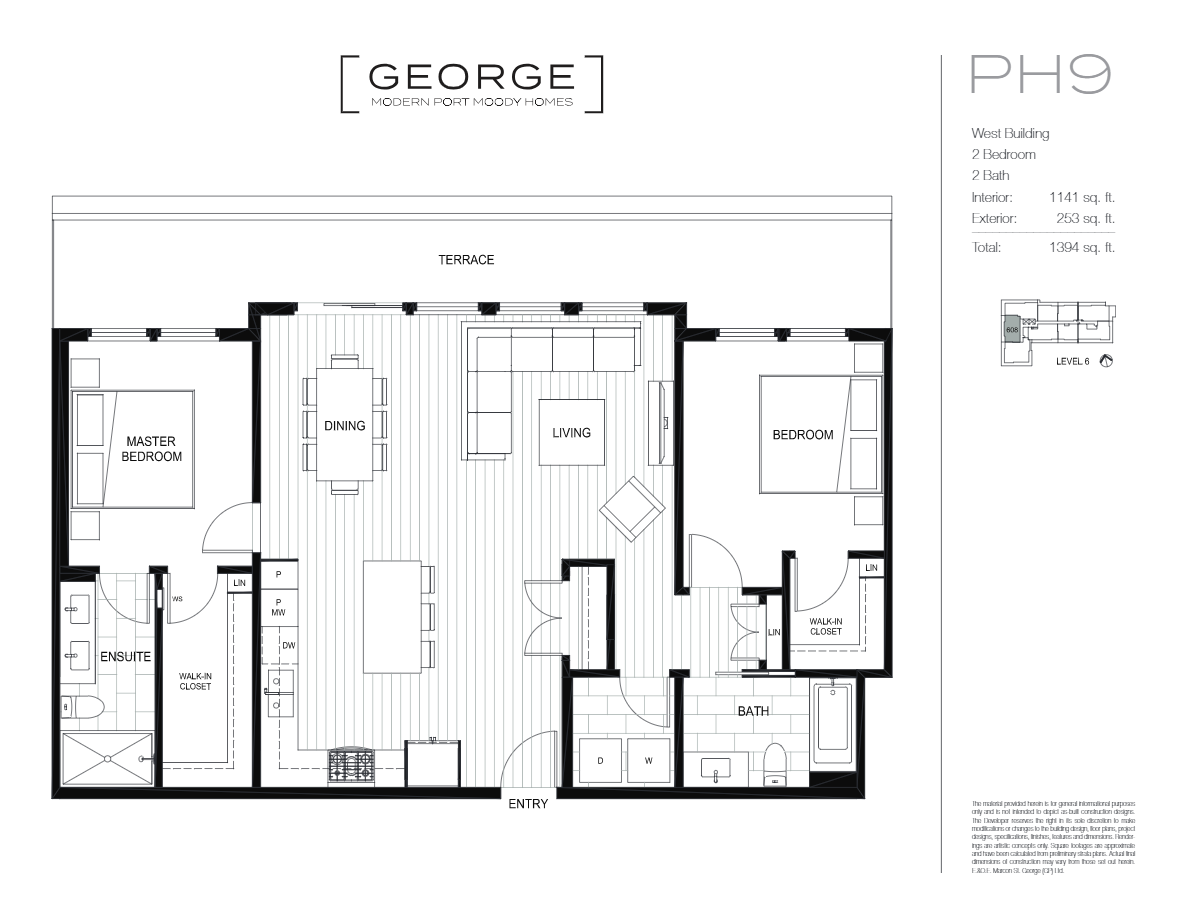 GEORGE
MODERN PORT MOODY HOMES
PH9
West Building
2 Bedroom
2 Bath
Interior: 1141 sq. ft.
Exterior: 253 sq. ft.
Total: 1394 sq. ft.
608
LEVEL 6
TERRACE
MASTER
BEDROOM
DINING
LIVING
BEDROOM
P
P
MW
DW
LIN
WS
ENSUITE
WALK-IN
CLOSET
LIN
LIN
WALK-IN
CLOSET
BATH
D
W
ENTRY
The material provided herein is for general informational purposes
only and is not intended to depict as-built construction designs.
The Developer reserves the right in its sole discretion to make
modifications or changes to the building design, floor plans, project
designs, specifications, finishes, features and dimensions. Render-
ings are artistic concepts only. Square footages are approximate
and have been calculated from preliminary strata plans. Actual final
dimensions of construction may vary from those set out herein.
E.&O.E. Marcon St. George (GP) Ltd.